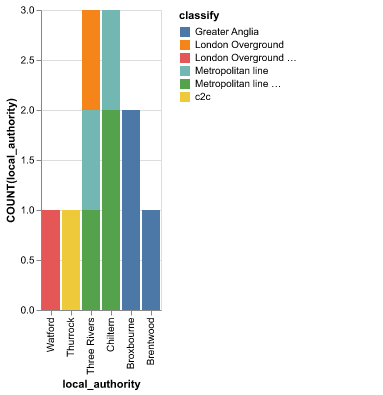 classify
Greater Anglia
London Overground
London Overground …
Metropolitan line
Metropolitan line …
c2c
COUNT(local_authority)
3.0
2.5
2.0
1.5
1.0
0.5
0.0
Watford
Thurrock
Three Rivers
Chiltern
Broxbourne
Brentwood
local_authority